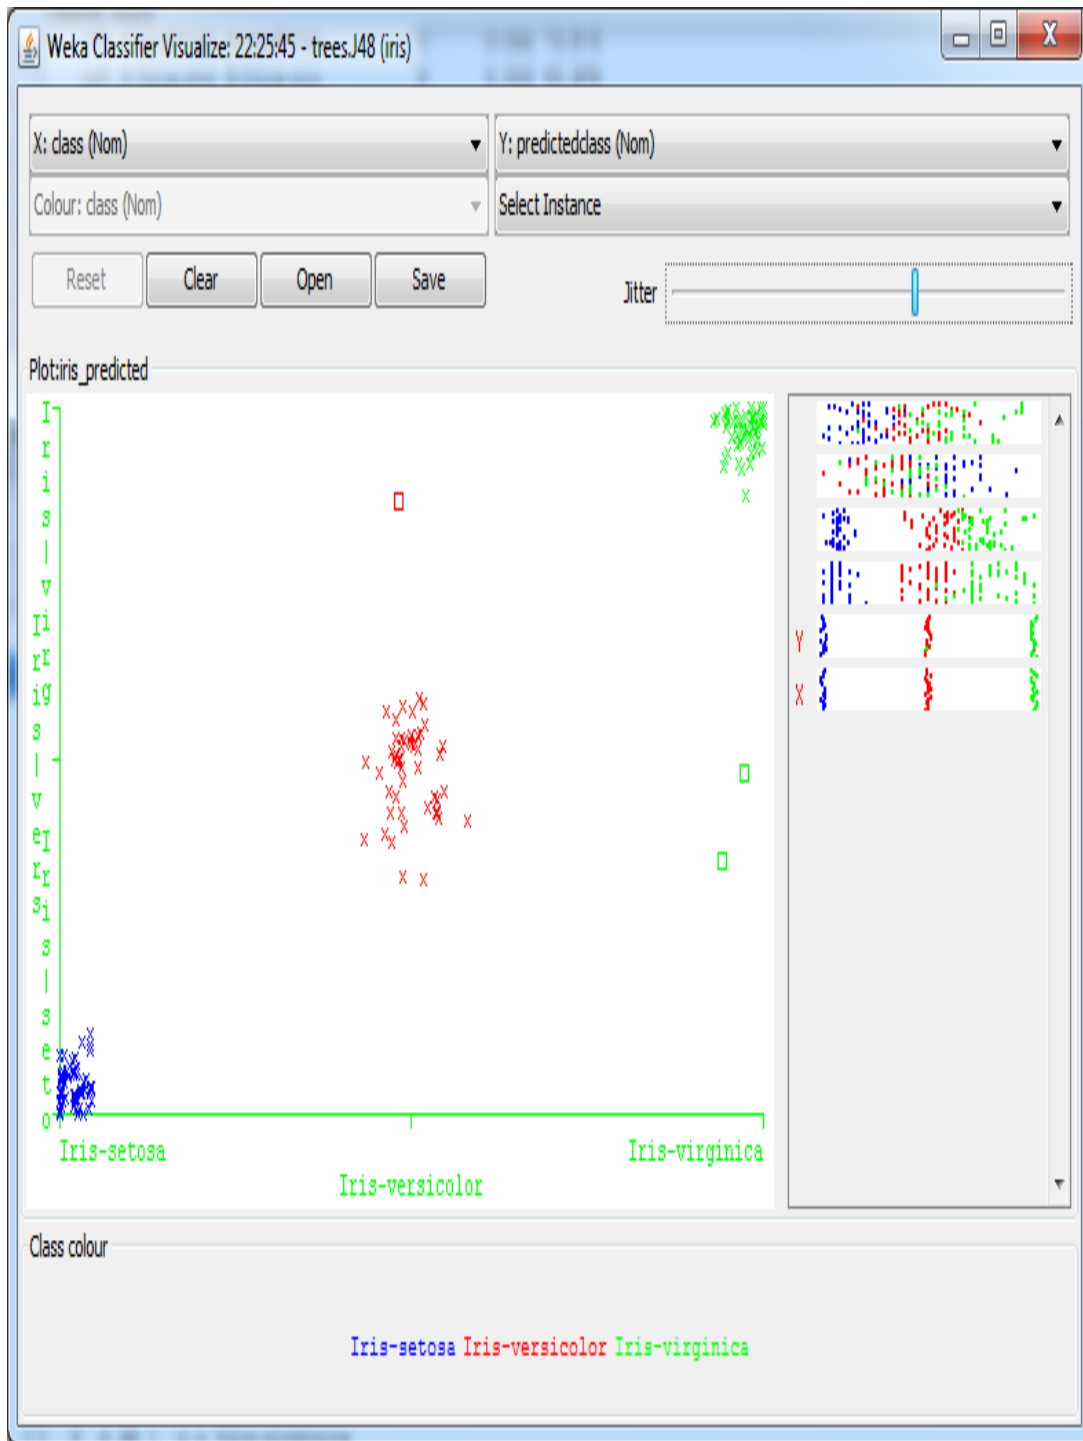 Weka Classifier Visualize: 22:25:45 - trees.J48 (iris)
X: class (Nom)
Y: predictedclass (Nom)
Colour: class (Nom)
Select Instance
Reset
Clear
Open
Save
Jitter
Plot:iris_predicted
Y
X
Iris-setosa
Iris-versicolor
Iris-virginica
Class colour
Iris-setosa Iris-versicolor Iris-virginica